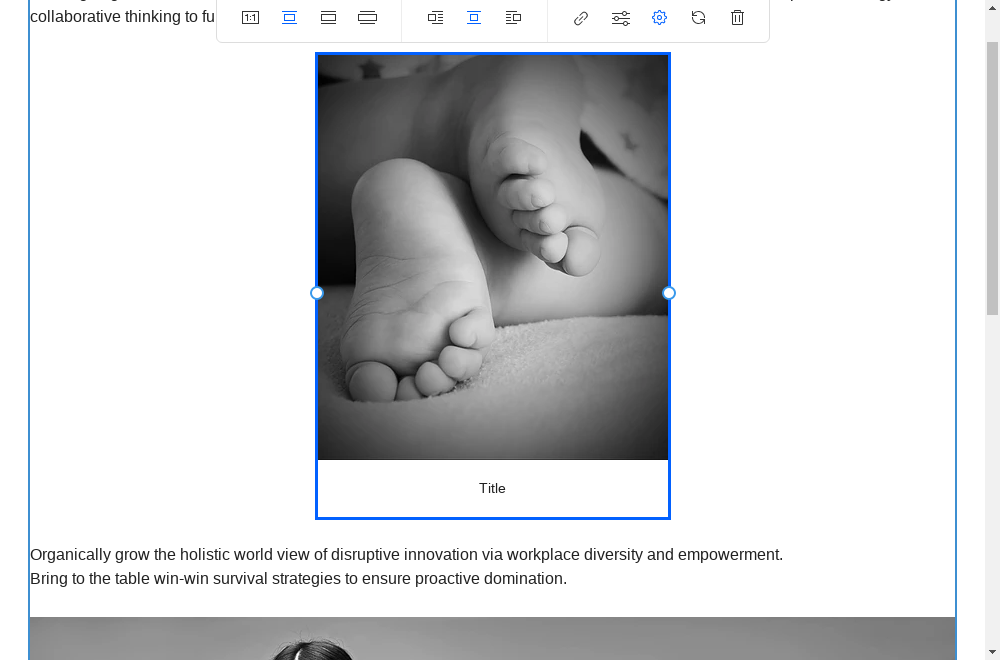 collaborative thinking to fu
1:1
Title
Organically grow the holistic world view of disruptive innovation via workplace diversity and empowerment.
Bring to the table win-win survival strategies to ensure proactive domination.